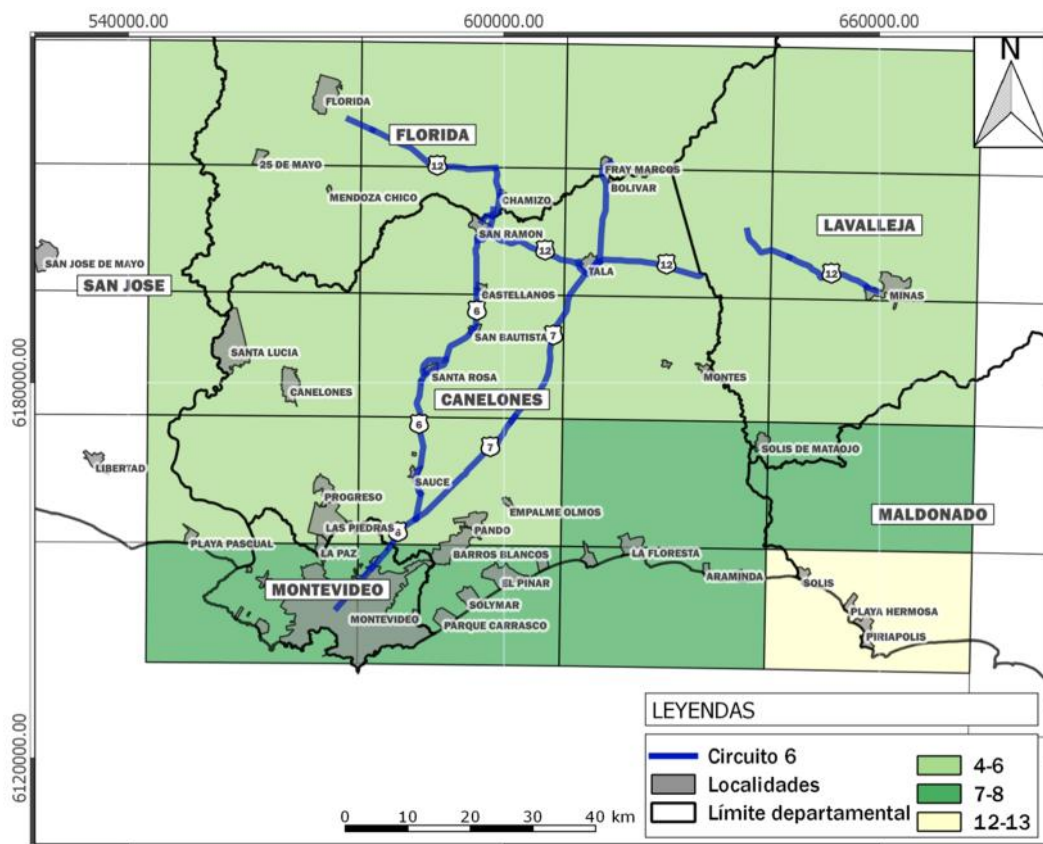 540000.00
600000.00
660000.00
N
FLORIDA
FLORIDA
12
25 DE MAYO
FRAY MARCOS
MENDOZA CHICO
BOLIVAR
CHAMIZO
LAVALLEJA
SAN RAMON
12
SAN JOSE DE MAYO
TALA
12
12
SAN JOSE
CASTELLANOS
MINAS
6
SAN BAUTISTA
7
SANTA LUCIA
SANTA ROSA
MONTES
6180000.00
CANELONES
CANELONES
6
7
SOLIS DE MATAOJO
LIBERTAD
SAUCE
PROGRESO
EMPALME OLMOS
MALDONADO
LAS PIEDRAS
6
PANDO
PLAYA PASCUAL
LA PAZ
BARROS BLANCOS
LA FLORESTA
ARAMINDA
SOLIS
EL PINAR
MONTEVIDEO
SOLYMAR
PLAYA HERMOSA
MONTEVIDEO
PARQUE CARRASCO
PIRIAPOLIS
6120000.00
LEYENDAS
Circuito 6
Localidades
Límite departamental
4-6
7-8
12-13
0 10 20 30 40 km